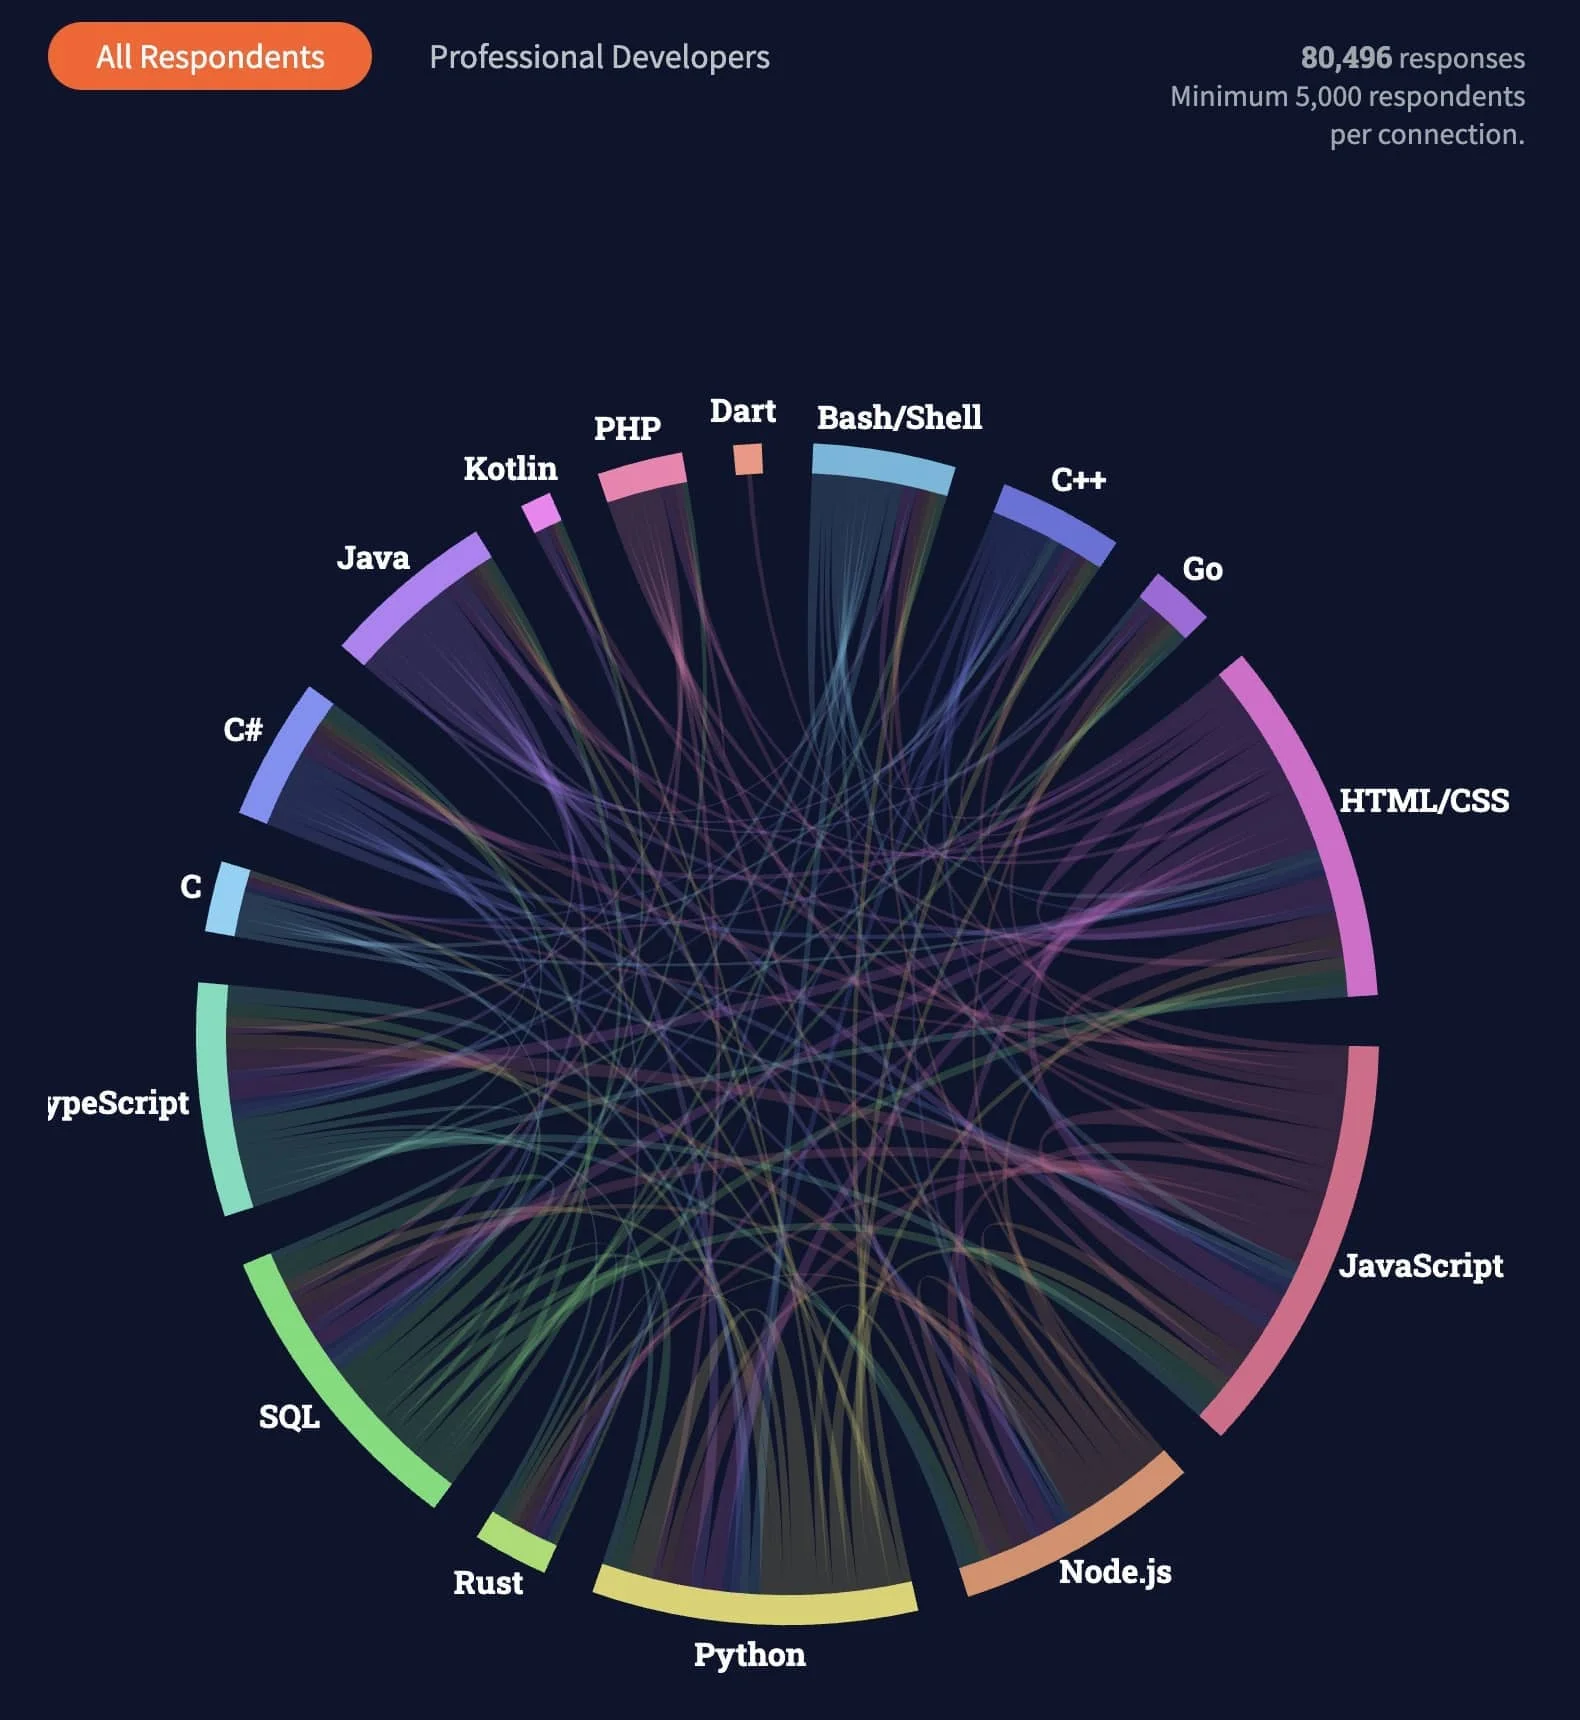 All Respondents
Professional Developers
80,496 responses
Minimum 5,000 respondents
per connection.
Dart
Bash/Shell
PHP
Kotlin
C++
Java
Go
C#
HTML/CSS
C
ypeScript
JavaScript
SQL
Node.js
Rust
Python